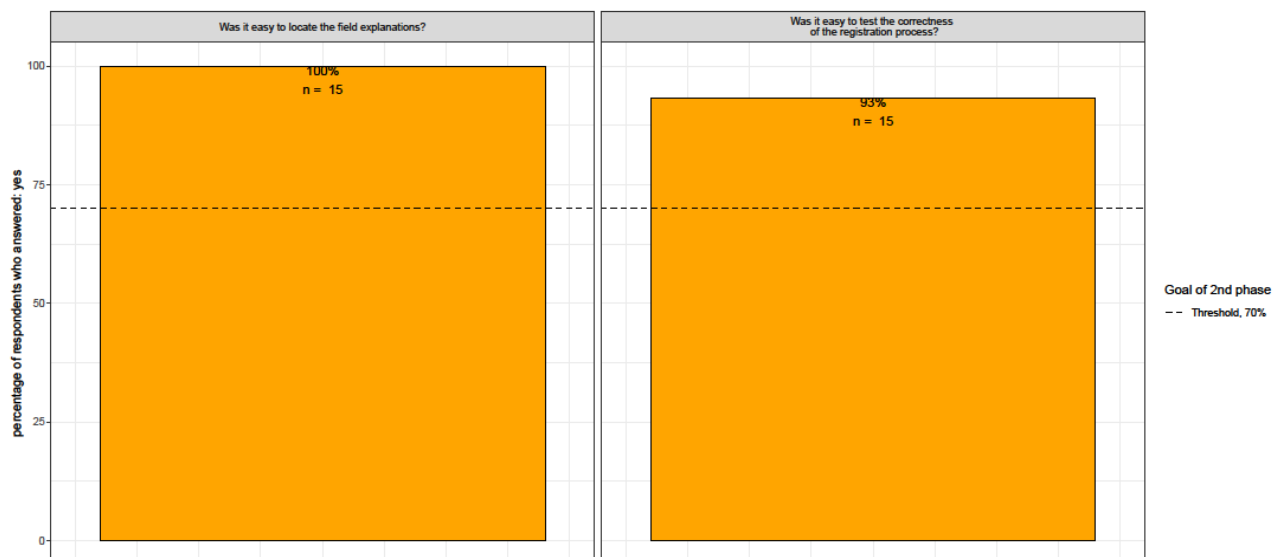 Was it easy to locate the field explanations?
Was it easy to test the correctness
of the registration process?
percentage of respondents who answered: yes
100
75
50
25
0
100%
n = 15
93%
n = 15
Goal of 2nd phase
Threshold, 70%